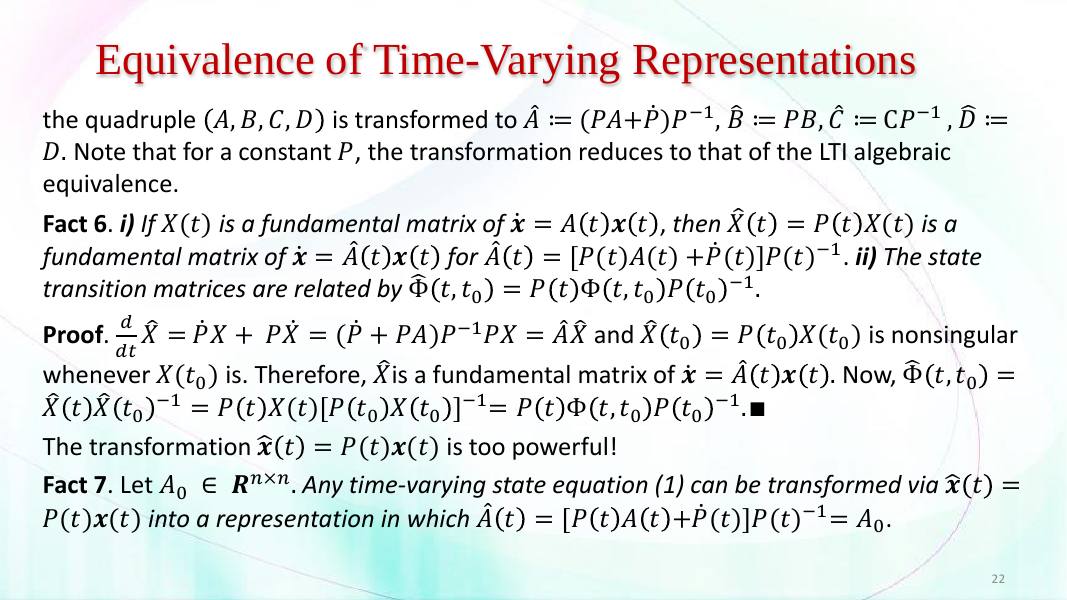 Equivalence of Time-Varying Representations
the quadruple (𝐴, 𝐵, 𝐶, 𝐷) is transformed to 𝐴̂ ≔ (𝑃𝐴+𝑃̇)𝑃⁻¹, 𝐵̂ ≔ 𝑃𝐵, 𝐶̂ ≔ C𝑃⁻¹ , 𝐷̂ ≔
𝐷. Note that for a constant 𝑃, the transformation reduces to that of the LTI algebraic
equivalence.
Fact 6. i) If 𝑋(𝑡) is a fundamental matrix of 𝒙̇ = 𝐴(𝑡)𝒙(𝑡), then 𝑋̂(𝑡) = 𝑃(𝑡)𝑋(𝑡) is a
fundamental matrix of 𝒙̇ = 𝐴̂(𝑡)𝒙(𝑡) for 𝐴̂(𝑡) = [𝑃(𝑡)𝐴(𝑡) +𝑃̇(𝑡)]𝑃(𝑡)⁻¹. ii) The state
transition matrices are related by Φ̂(𝑡, 𝑡₀) = 𝑃(𝑡)Φ(𝑡, 𝑡₀)𝑃(𝑡₀)⁻¹.
Proof. 𝑑/𝑑𝑡 𝑋̂ = 𝑃̇𝑋 + 𝑃𝑋̇ = (𝑃̇ + 𝑃𝐴)𝑃⁻¹𝑃𝑋 = 𝐴̂𝑋̂ and 𝑋̂(𝑡₀) = 𝑃(𝑡₀)𝑋(𝑡₀) is nonsingular
whenever 𝑋(𝑡₀) is. Therefore, 𝑋̂is a fundamental matrix of 𝒙̇ = 𝐴̂(𝑡)𝒙(𝑡). Now, Φ̂(𝑡, 𝑡₀) =
𝑋̂(𝑡)𝑋̂(𝑡₀)⁻¹ = 𝑃(𝑡)𝑋(𝑡)[𝑃(𝑡₀)𝑋(𝑡₀)]⁻¹= 𝑃(𝑡)Φ(𝑡, 𝑡₀)𝑃(𝑡₀)⁻¹.■
The transformation 𝒙̂(𝑡) = 𝑃(𝑡)𝒙(𝑡) is too powerful!
Fact 7. Let 𝐴₀ ∈ 𝑹ⁿˣⁿ. Any time-varying state equation (1) can be transformed via 𝒙̂(𝑡) =
𝑃(𝑡)𝒙(𝑡) into a representation in which 𝐴̂(𝑡) = [𝑃(𝑡)𝐴(𝑡)+𝑃̇(𝑡)]𝑃(𝑡)⁻¹= 𝐴₀.
22